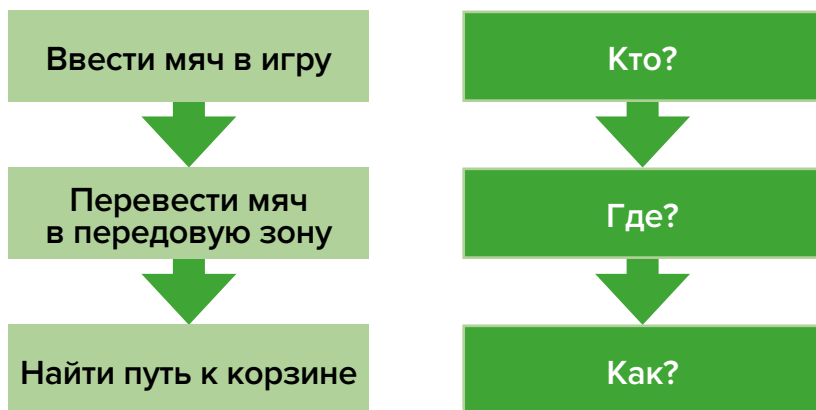 Ввести мяч в игру
Кто?
Перевести мяч
в передовую зону
Где?
Найти путь к корзине
Как?